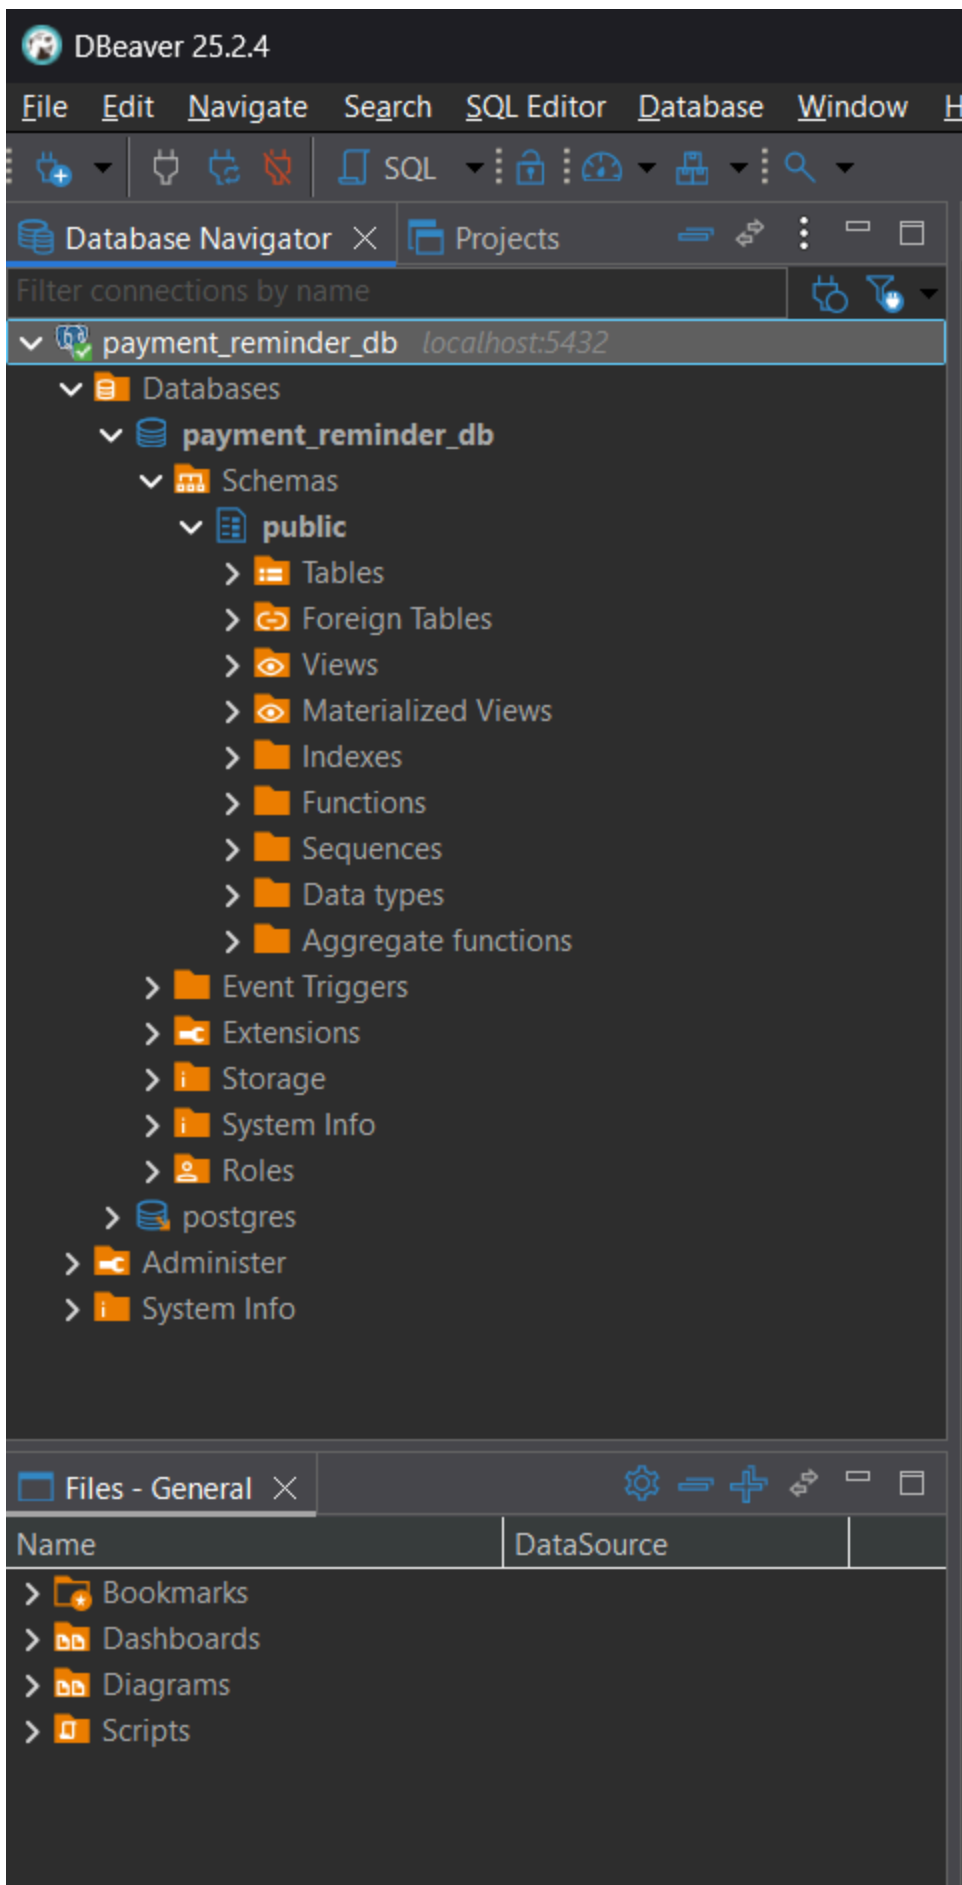 DBeaver 25.2.4
File Edit Navigate Search SQL Editor Database Window H
SQL
Database Navigator Projects
Filter connections by name
payment_reminder_db localhost:5432
Databases
payment_reminder_db
Schemas
public
Tables
Foreign Tables
Views
Materialized Views
Indexes
Functions
Sequences
Data types
Aggregate functions
Event Triggers
Extensions
Storage
System Info
Roles
postgres
Administer
System Info
Files - General
Name DataSource
Bookmarks
Dashboards
Diagrams
Scripts